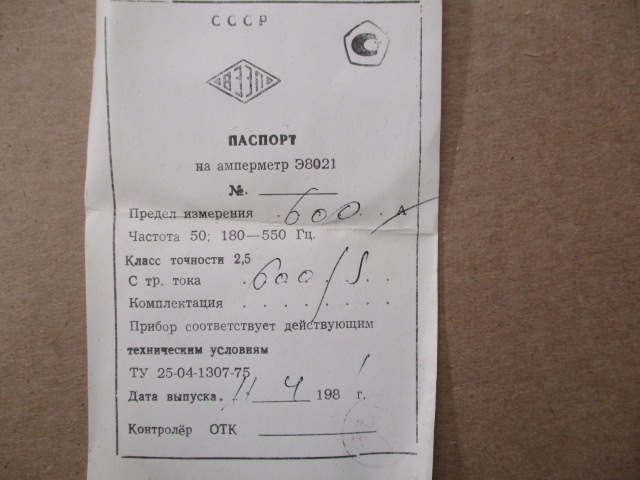 СССР
ВЗЭП
ПАСПОРТ
на амперметр Э8021
№.
Предел измерения . 600 . . А
Частота 50; 180—550 Гц.
Класс точности 2,5
С тр. тока . 600/5 . .
Комплектация . . . . . . .
Прибор соответствует действующим
техническим условиям
ТУ 25-04-1307-75
Дата выпуска. 11 4 1981 г.
Контролёр ОТК